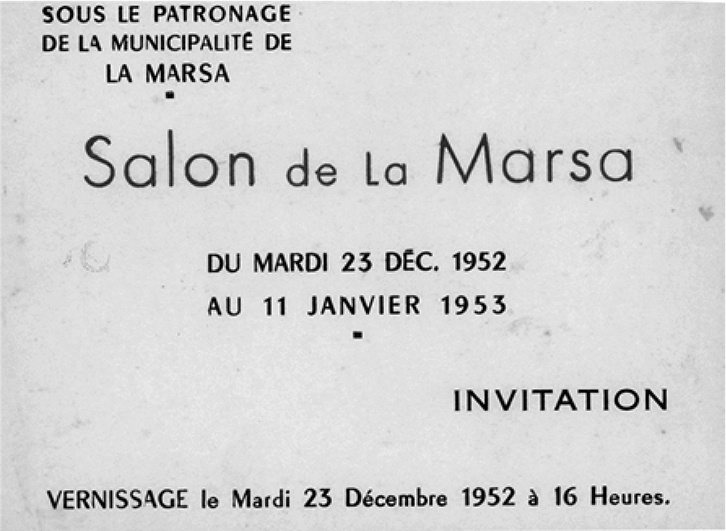 SOUS LE PATRONAGE
DE LA MUNICIPALITÉ DE
LA MARSA
Salon de La Marsa
DU MARDI 23 DÉC. 1952
AU 11 JANVIER 1953
INVITATION
VERNISSAGE le Mardi 23 Décembre 1952 à 16 Heures.